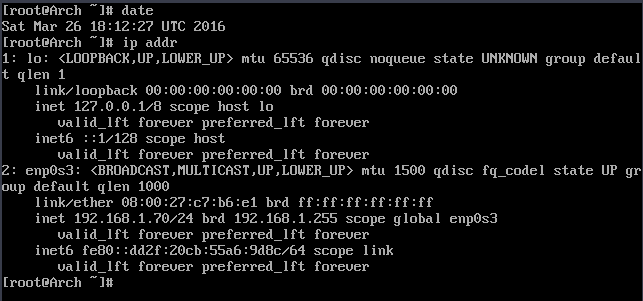 [root@Arch ~]# date
Sat Mar 26 18:12:27 UTC 2016
[root@Arch ~]# ip addr
1: lo: <LOOPBACK,UP,LOWER_UP> mtu 65536 qdisc noqueue state UNKNOWN group defaul
t qlen 1
    link/loopback 00:00:00:00:00:00 brd 00:00:00:00:00:00
    inet 127.0.0.1/8 scope host lo
       valid_lft forever preferred_lft forever
    inet6 ::1/128 scope host
       valid_lft forever preferred_lft forever
2: enp0s3: <BROADCAST,MULTICAST,UP,LOWER_UP> mtu 1500 qdisc fq_codel state UP gr
oup default qlen 1000
    link/ether 08:00:27:c7:b6:e1 brd ff:ff:ff:ff:ff:ff
    inet 192.168.1.70/24 brd 192.168.1.255 scope global enp0s3
       valid_lft forever preferred_lft forever
    inet6 fe80::dd2f:20cb:55a6:9d8c/64 scope link
       valid_lft forever preferred_lft forever
[root@Arch ~]#